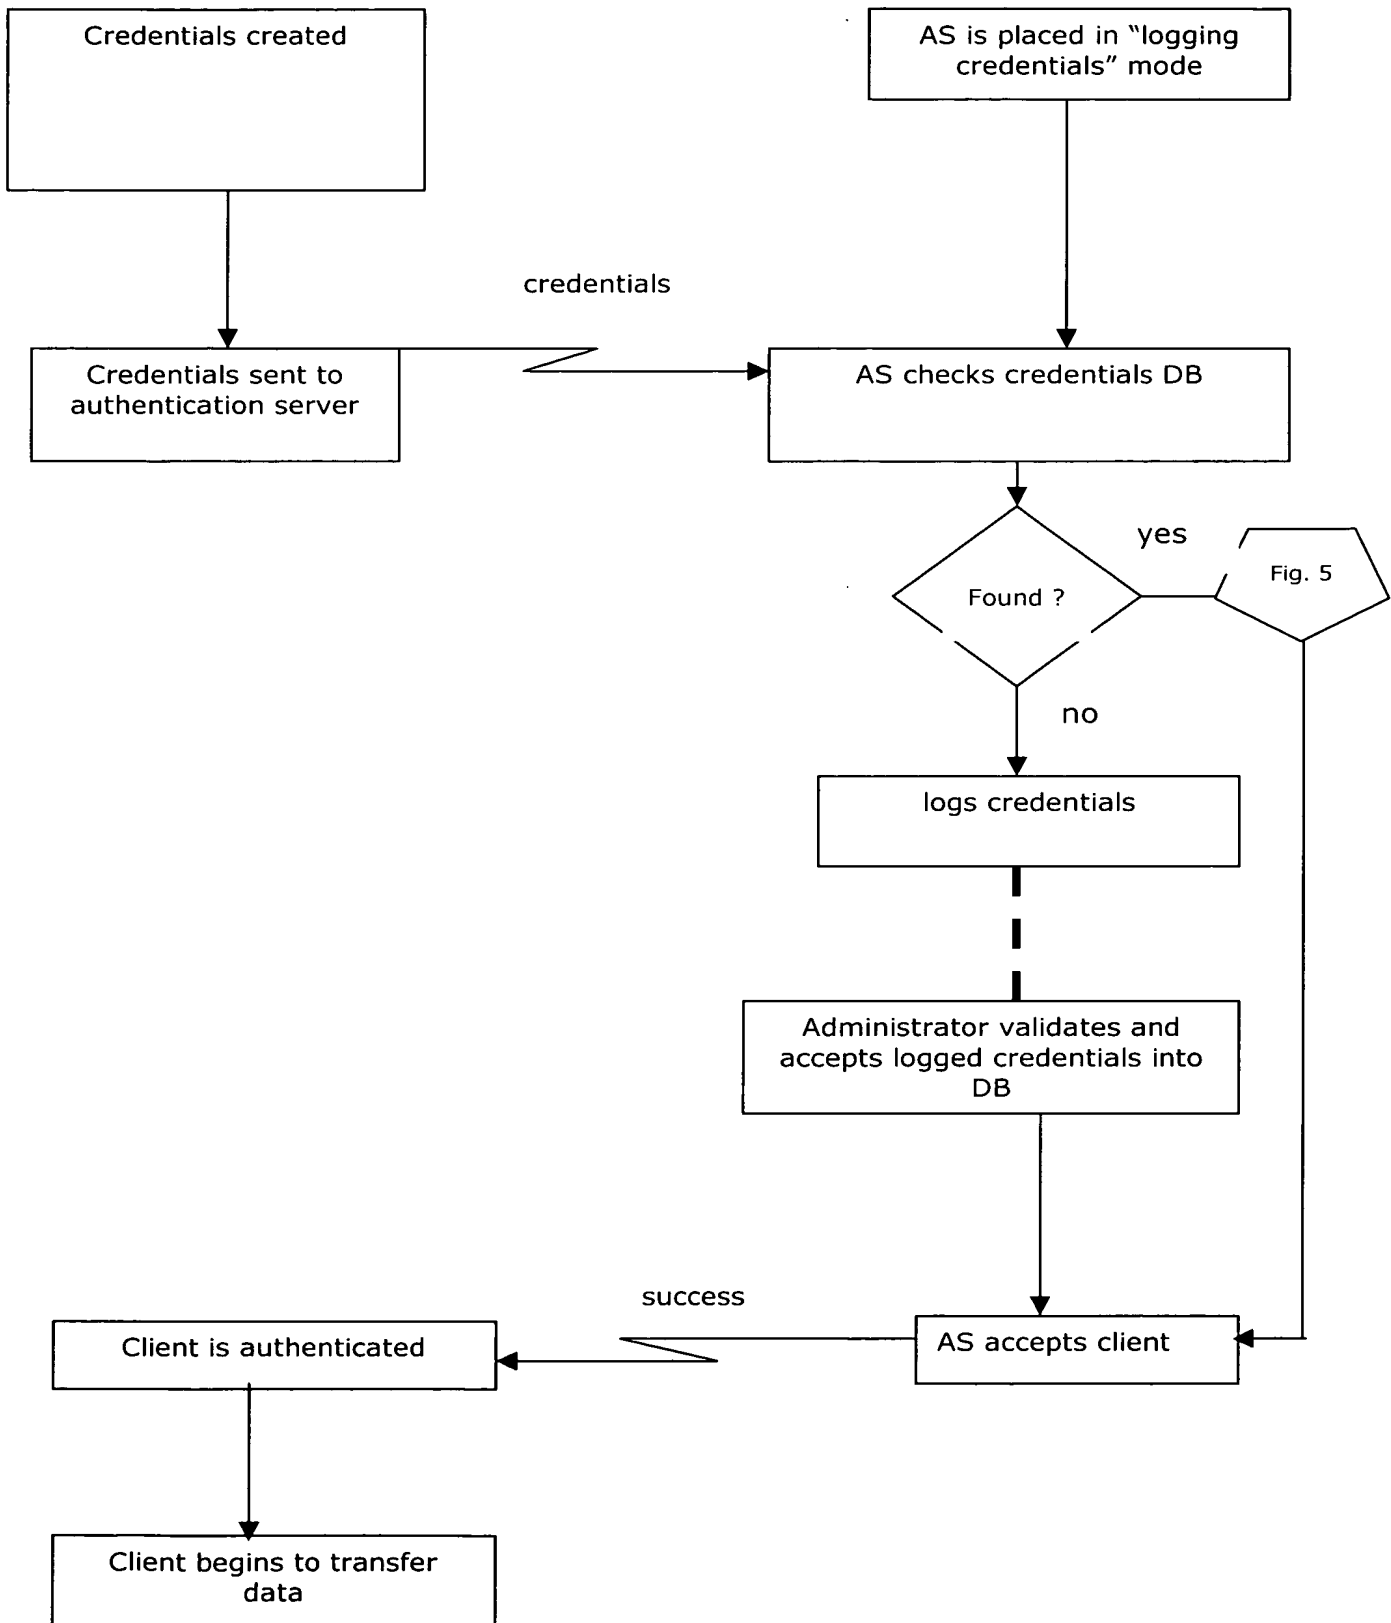 Credentials created
AS is placed in “logging
credentials” mode
credentials
Credentials sent to
authentication server
AS checks credentials DB
yes
Fig. 5
Found ?
no
logs credentials
Administrator validates and
accepts logged credentials into
DB
success
Client is authenticated
AS accepts client
Client begins to transfer
data